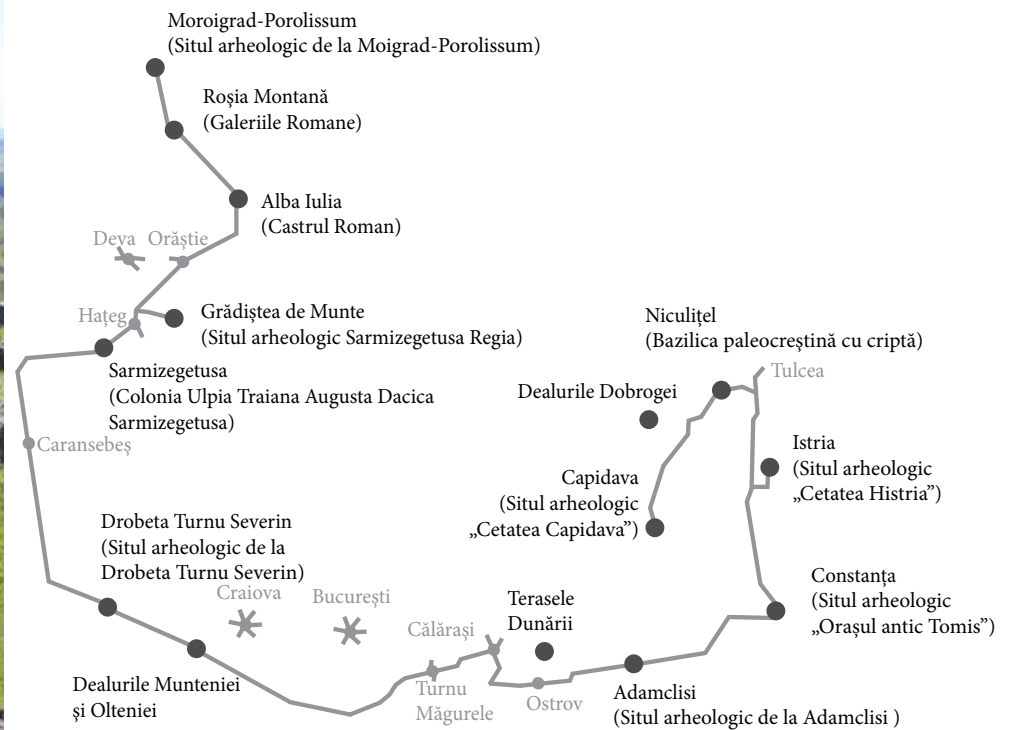 Moroigrad-Porolissum
(Situl arheologic de la Moigrad-Porolissum)
Roșia Montană
(Galeriile Romane)
Alba Iulia
(Castrul Roman)
Deva
Orăștie
Hațeg
Grădiștea de Munte
(Situl arheologic Sarmizegetusa Regia)
Sarmizegetusa
(Colonia Ulpia Traiana Augusta Dacica
Sarmizegetusa)
Caransebeș
Niculițel
(Bazilica paleocreștină cu criptă)
Tulcea
Dealurile Dobrogei
Istria
(Situl arheologic
„Cetatea Histria”)
Capidava
(Situl arheologic
„Cetatea Capidava”)
Drobeta Turnu Severin
(Situl arheologic de la
Drobeta Turnu Severin)
Craiova
București
Călărași
Terasele
Dunării
Constanța
(Situl arheologic
„Orașul antic Tomis”)
Dealurile Munteniei
și Olteniei
Turnu
Măgurele
Ostrov
Adamclisi
(Situl arheologic de la Adamclisi )